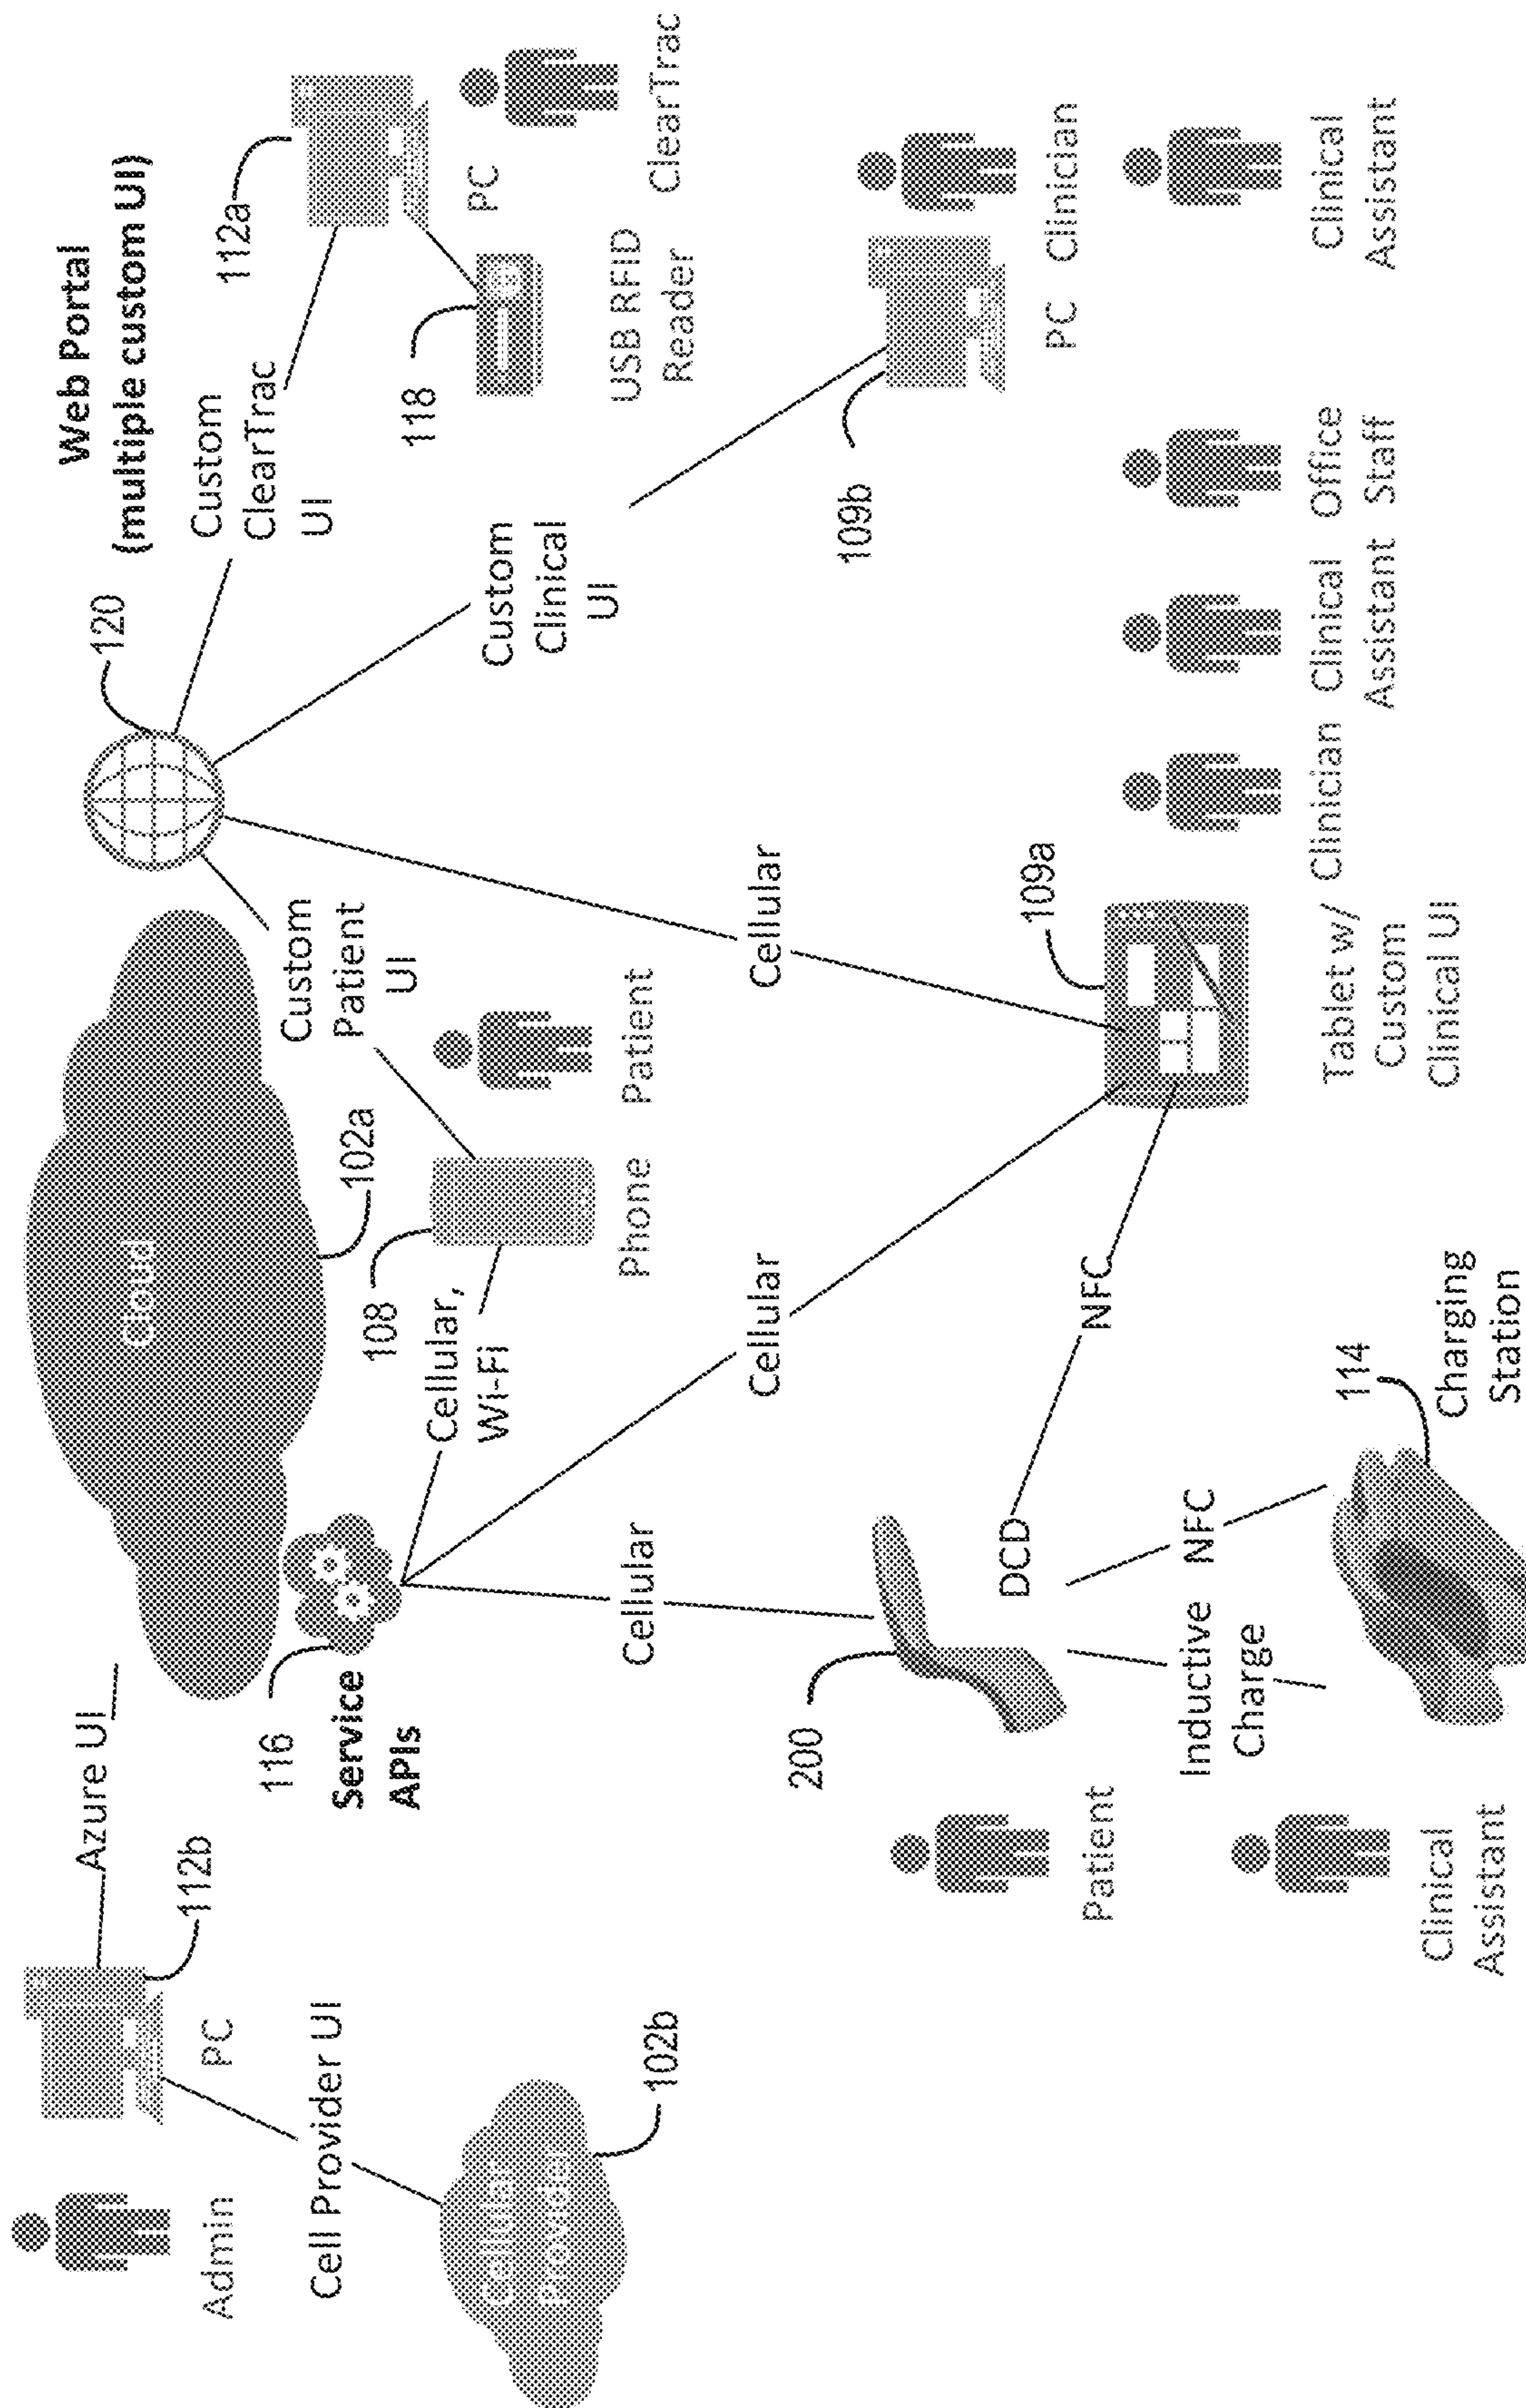 Admin
PC
112b
Azure UI
Cell Provider UI
Cellular
Provider
102b
Cloud
102a
116
Service
APIs
108
Cellular,
Wi-Fi
Phone
Patient
Custom
Patient
UI
120
Web Portal
(multiple custom UI)
Custom
ClearTrac
UI
112a
118
PC
USB RFID
Reader
ClearTrac
Custom
Clinical
UI
109b
PC
Clinician
Clinical
Assistant
Cellular
Cellular
Cellular
200
DCD
NFC
Patient
Inductive
Charge
NFC
Clinical
Assistant
114
Charging
Station
109a
Tablet w/
Custom
Clinical UI
Clinician
Clinical
Assistant
Office
Staff